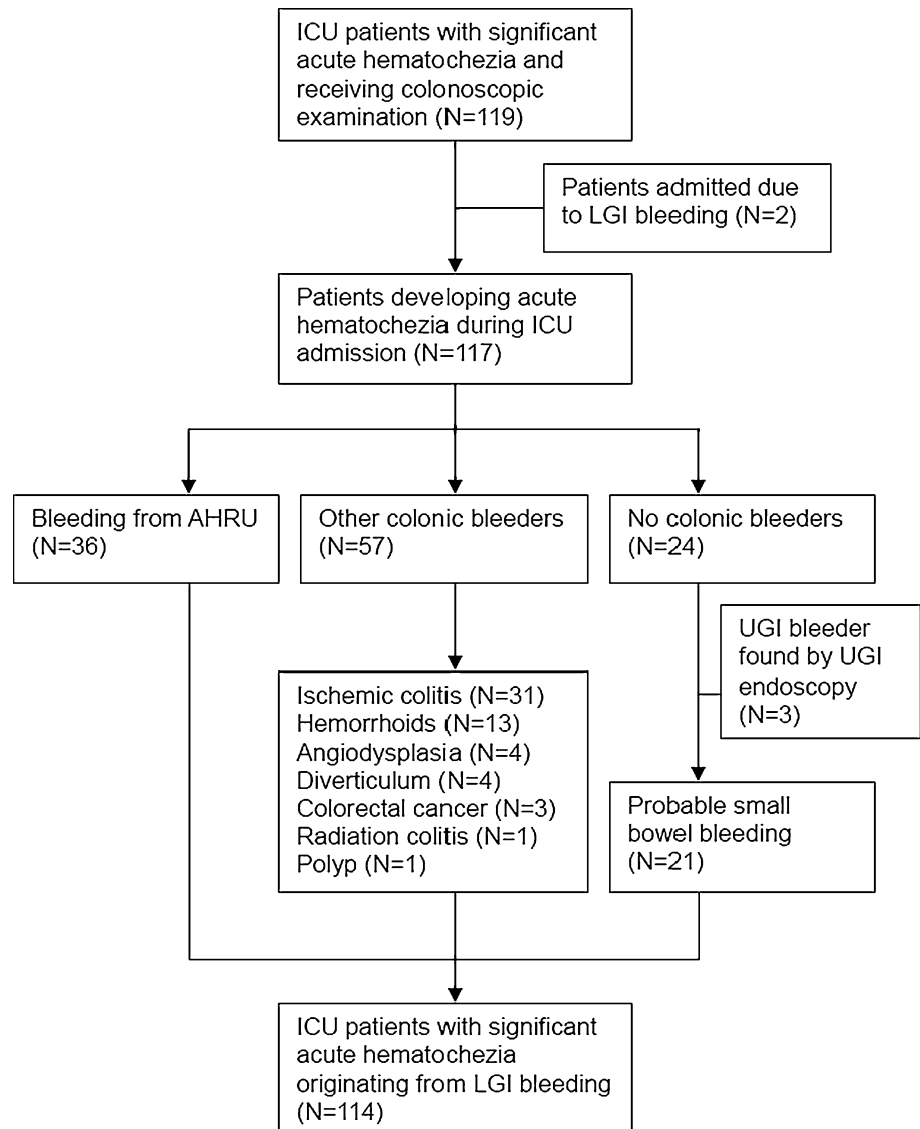 ICU patients with significant
acute hematochezia and
receiving colonoscopic
examination (N=119)
Patients admitted due
to LGI bleeding (N=2)
Patients developing acute
hematochezia during ICU
admission (N=117)
Bleeding from AHRU
(N=36)
Other colonic bleeders
(N=57)
No colonic bleeders
(N=24)
UGI bleeder
found by UGI
endoscopy
(N=3)
Ischemic colitis (N=31)
Hemorrhoids (N=13)
Angiodysplasia (N=4)
Diverticulum (N=4)
Colorectal cancer (N=3)
Radiation colitis (N=1)
Polyp (N=1)
Probable small
bowel bleeding
(N=21)
ICU patients with significant
acute hematochezia
originating from LGI bleeding
(N=114)